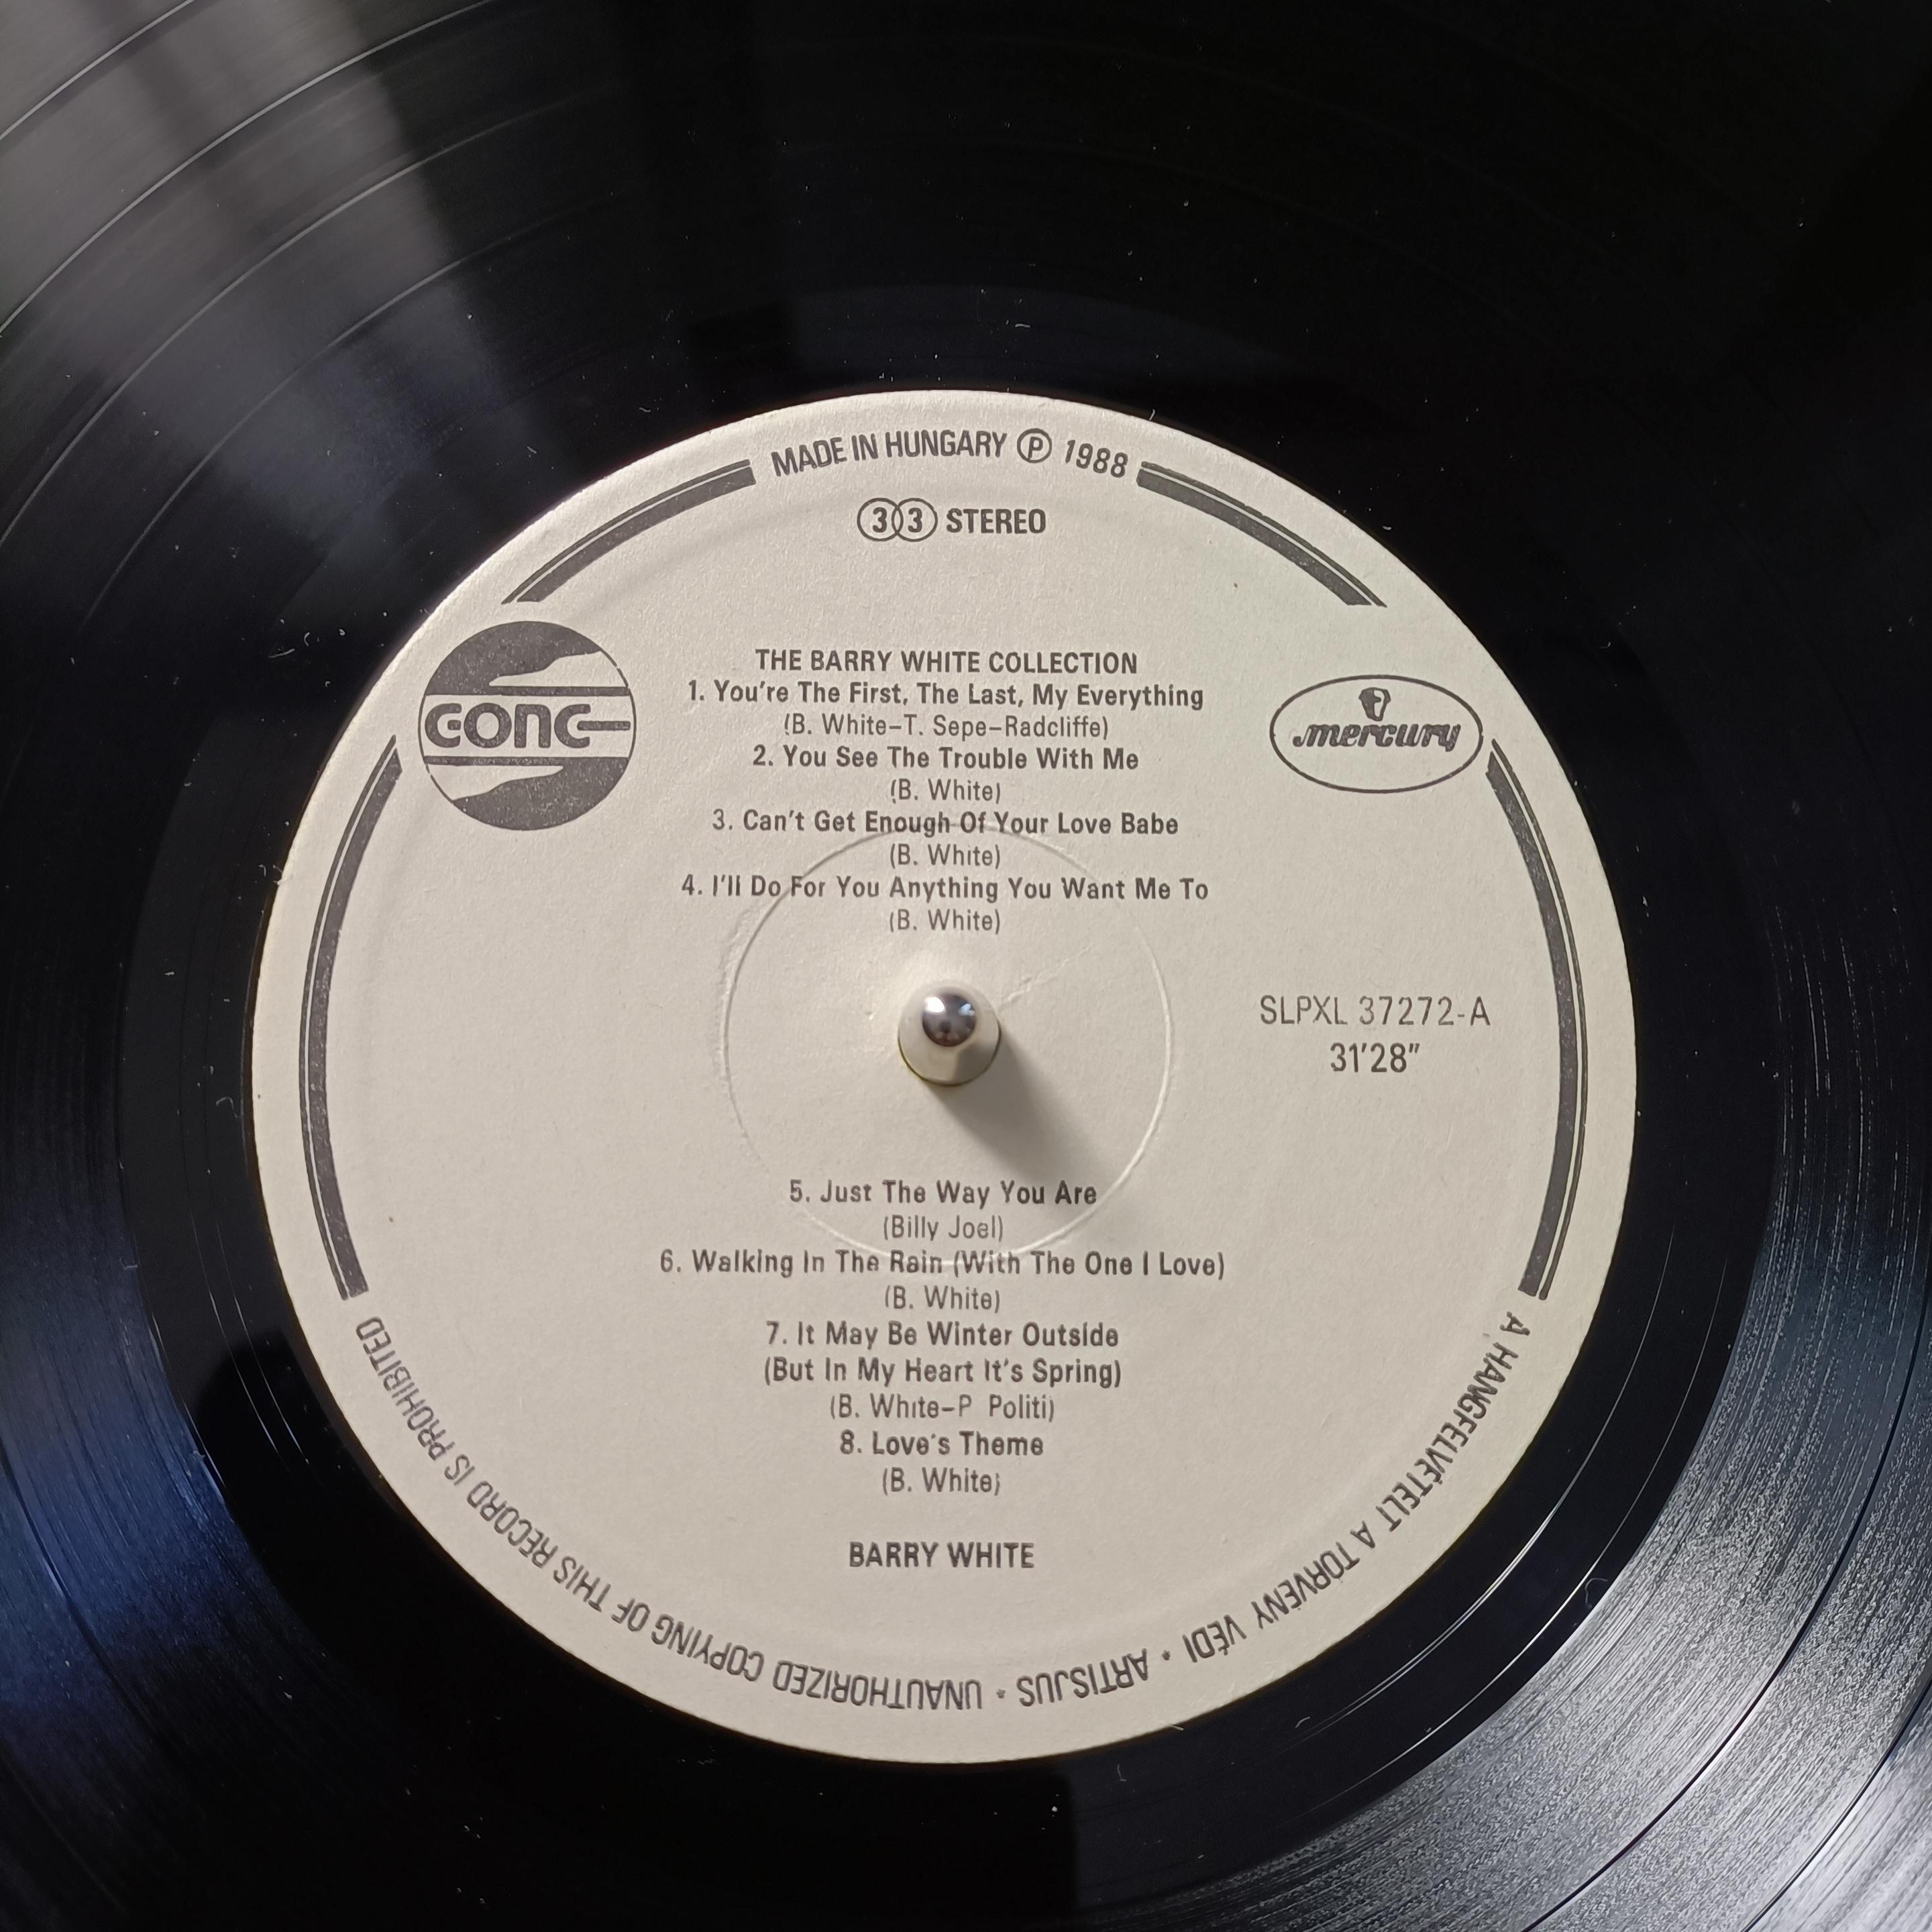 MADE IN HUNGARY Ⓟ 1988
33 STEREO
GONG
mercury
THE BARRY WHITE COLLECTION
1. You're The First, The Last, My Everything
(B. White–T. Sepe–Radcliffe)
2. You See The Trouble With Me
(B. White)
3. Can't Get Enough Of Your Love Babe
(B. White)
4. I'll Do For You Anything You Want Me To
(B. White)
SLPXL 37272-A
31'28"
5. Just The Way You Are
(Billy Joel)
6. Walking In The Rain (With The One I Love)
(B. White)
7. It May Be Winter Outside
(But In My Heart It's Spring)
(B. White–P Politi)
8. Love's Theme
(B. White)
BARRY WHITE
A HANGFELVÉTELT A TÖRVÉNY VÉDI • ARTISJUS • UNAUTHORIZED COPYING OF THIS RECORD IS PROHIBITED